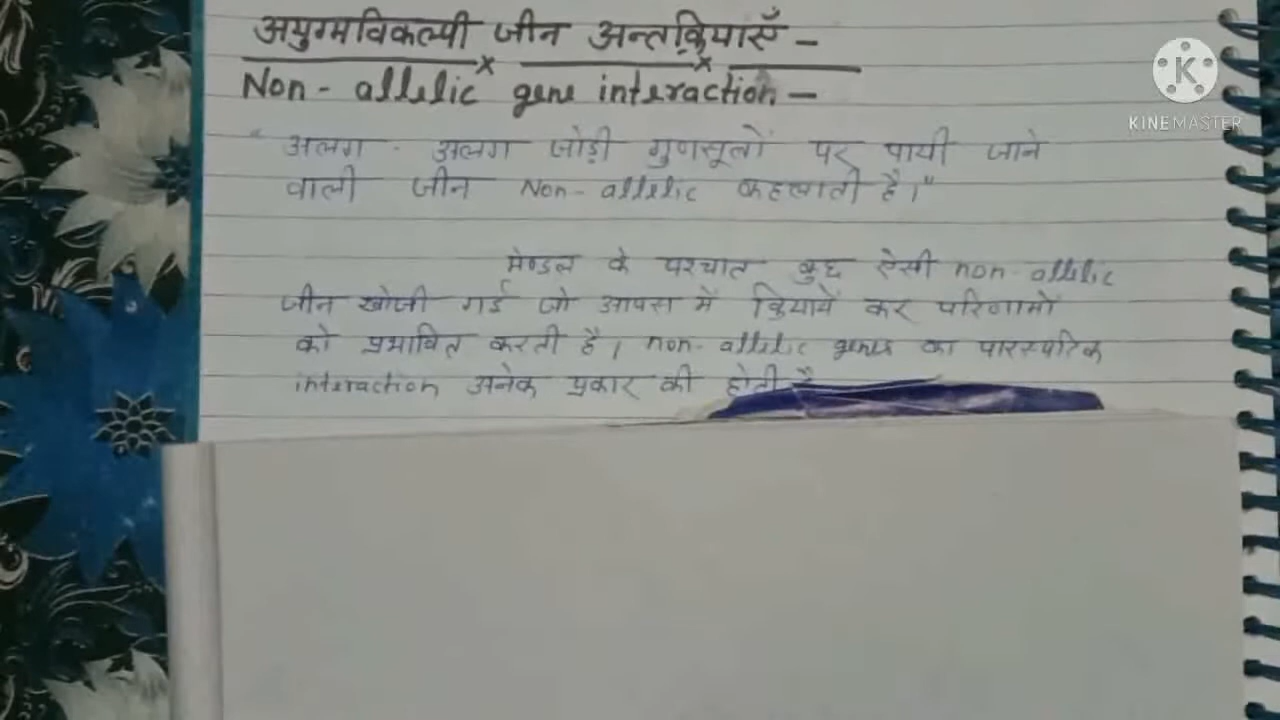 अयुग्मविकल्पी जीन अन्तक्रियाएँ -
Non - allelic gene interaction -
K
KINEMASTER
" अलग - अलग जोड़ी गुणसूत्रों पर पायी जाने
वाली जीन Non - allelic कहलाती है।"
मेण्डल के पश्चात कुछ ऐसी non - allelic
जीन खोजी गई जो आपस में क्रियायें कर परिणामों
को प्रभावित करती है। non - allelic genes का पारस्परिक
interaction अनेक प्रकार की होती है